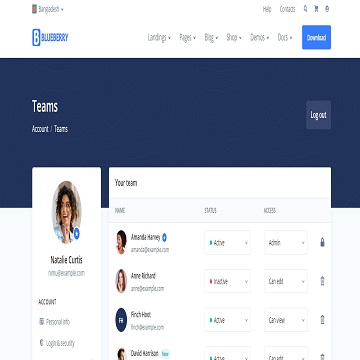 Bangladesh
Help Contacts
BLUEBERRY
Landings Pages Blog Shop Demos Docs Download
Teams
Account / Teams
Log out
Your team
NAME STATUS ACCESS
Amanda Harvey Active Admin
amanda@example.com
Anne Richard Inactive Can edit
anne@example.com
FH Finch Hoot Active Can view
finch@example.com
David Harrison New Active Can edit
Natalie Curtis
nimu@example.com
ACCOUNT
Personal info
Login & security